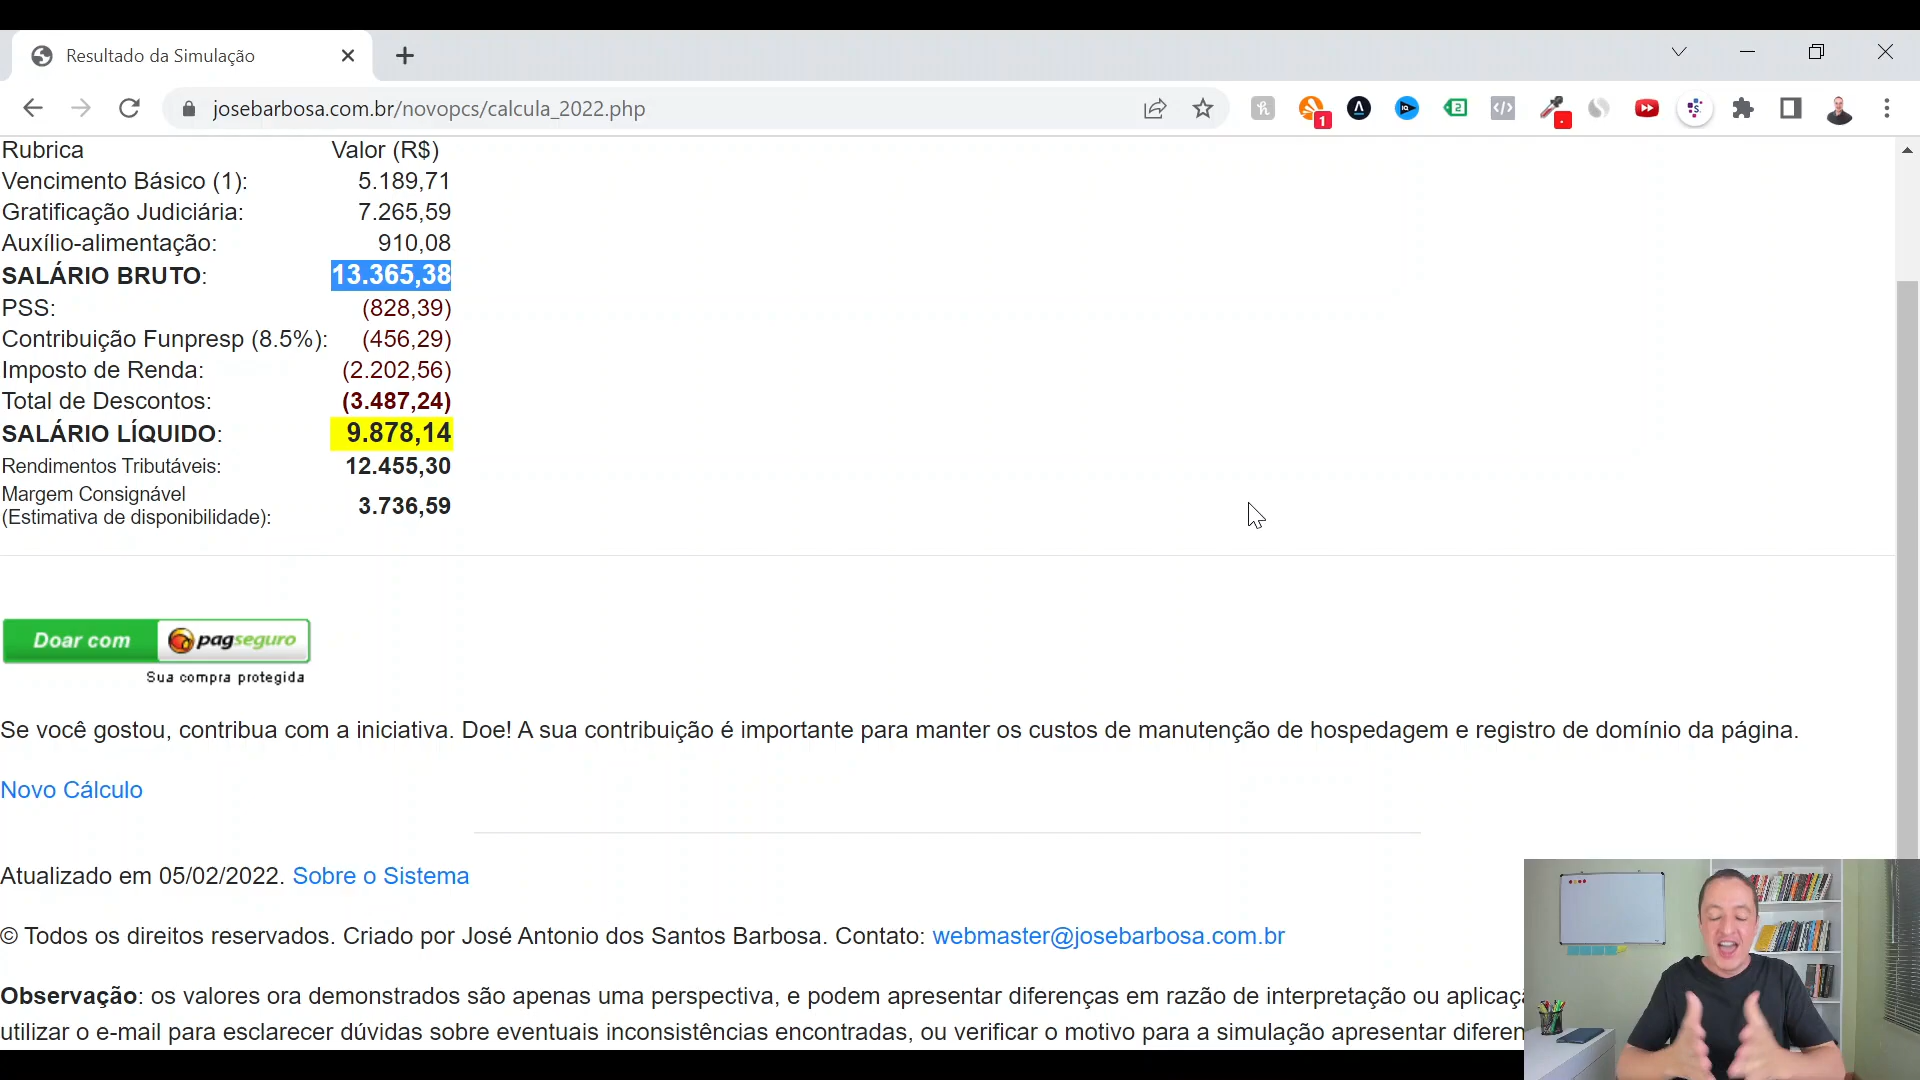 Resultado da Simulação
josebarbosa.com.br/novopcs/calcula_2022.php
1
2
Rubrica Valor (R$)
Vencimento Básico (1): 5.189,71
Gratificação Judiciária: 7.265,59
Auxílio-alimentação: 910,08
SALÁRIO BRUTO: 13.365,38
PSS: (828,39)
Contribuição Funpresp (8.5%): (456,29)
Imposto de Renda: (2.202,56)
Total de Descontos: (3.487,24)
SALÁRIO LÍQUIDO: 9.878,14
Rendimentos Tributáveis: 12.455,30
Margem Consignável
(Estimativa de disponibilidade): 3.736,59
Doar com pagseguro
Sua compra protegida
Se você gostou, contribua com a iniciativa. Doe! A sua contribuição é importante para manter os custos de manutenção de hospedagem e registro de domínio da página.
Novo Cálculo
Atualizado em 05/02/2022. Sobre o Sistema
© Todos os direitos reservados. Criado por José Antonio dos Santos Barbosa. Contato: webmaster@josebarbosa.com.br
Observação: os valores ora demonstrados são apenas uma perspectiva, e podem apresentar diferenças em razão de interpretação ou
utilizar o e-mail para esclarecer dúvidas sobre eventuais inconsistências encontradas, ou verificar o motivo para a simulação apresentar